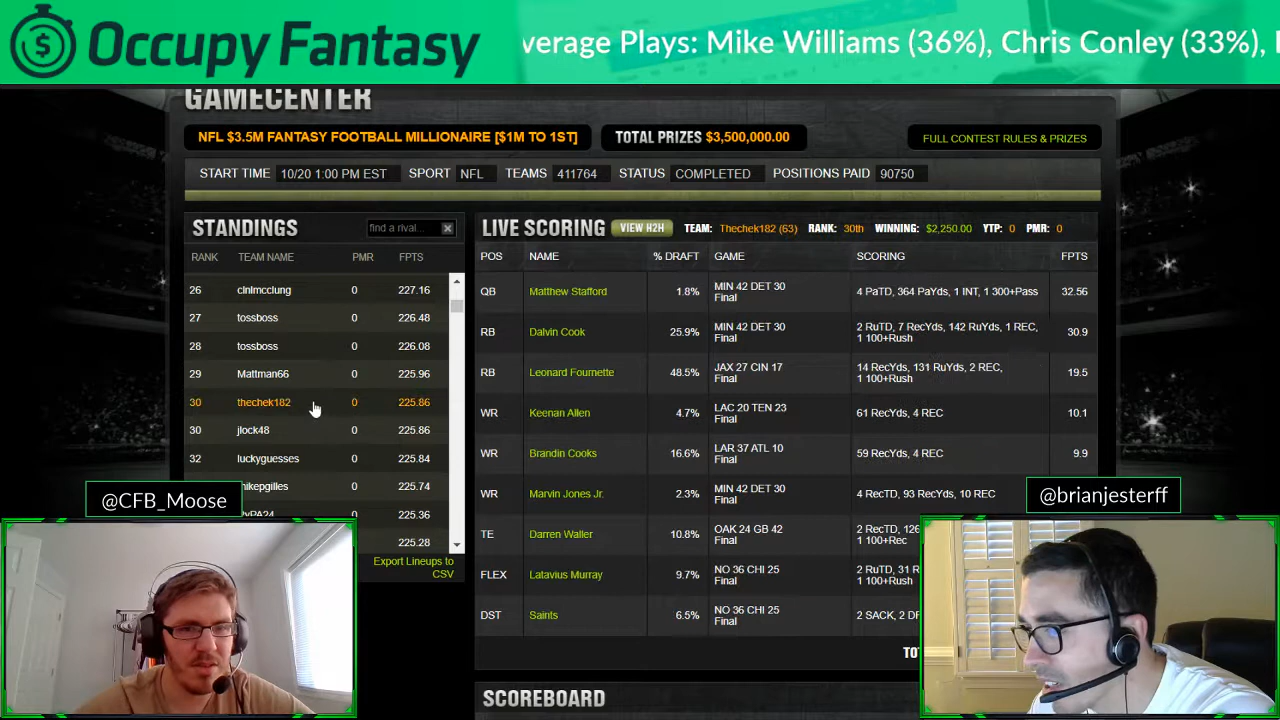 $ Occupy Fantasy
verage Plays: Mike Williams (36%), Chris Conley (33%),
GAMECENTER
NFL $3.5M FANTASY FOOTBALL MILLIONAIRE [$1M TO 1ST]
TOTAL PRIZES $3,500,000.00
FULL CONTEST RULES & PRIZES
START TIME 10/20 1:00 PM EST SPORT NFL TEAMS 411764 STATUS COMPLETED POSITIONS PAID 90750
STANDINGS find a rival...
RANK TEAM NAME PMR FPTS
26 clnlmcclung 0 227.16
27 tossboss 0 226.48
28 tossboss 0 226.08
29 Mattman66 0 225.96
30 thechek182 0 225.86
30 jlock48 0 225.86
32 luckyguesses 0 225.84
ikepgilles 0 225.74
PA24 0 225.36
225.28
Export Lineups to
CSV
LIVE SCORING VIEW H2H TEAM: Thechek182 (63) RANK: 30th WINNING: $2,250.00 YTP: 0 PMR: 0
POS NAME % DRAFT GAME SCORING FPTS
QB Matthew Stafford 1.8% MIN 42 DET 30
Final 4 PaTD, 364 PaYds, 1 INT, 1 300+Pass 32.56
RB Dalvin Cook 25.9% MIN 42 DET 30
Final 2 RuTD, 7 RecYds, 142 RuYds, 1 REC,
1 100+Rush 30.9
RB Leonard Fournette 48.5% JAX 27 CIN 17
Final 14 RecYds, 131 RuYds, 2 REC,
1 100+Rush 19.5
WR Keenan Allen 4.7% LAC 20 TEN 23
Final 61 RecYds, 4 REC 10.1
WR Brandin Cooks 16.6% LAR 37 ATL 10
Final 59 RecYds, 4 REC 9.9
WR Marvin Jones Jr. 2.3% MIN 42 DET 30
Final 4 RecTD, 93 RecYds, 10 REC
TE Darren Waller 10.8% OAK 24 GB 42
Final 2 RecTD, 126
1 100+Rec
FLEX Latavius Murray 9.7% NO 36 CHI 25
Final 2 RuTD, 31 R
1 100+Rush
DST Saints 6.5% NO 36 CHI 25
Final 2 SACK, 2 DF
TOT
SCOREBOARD
@CFB_Moose
@brianjesterff